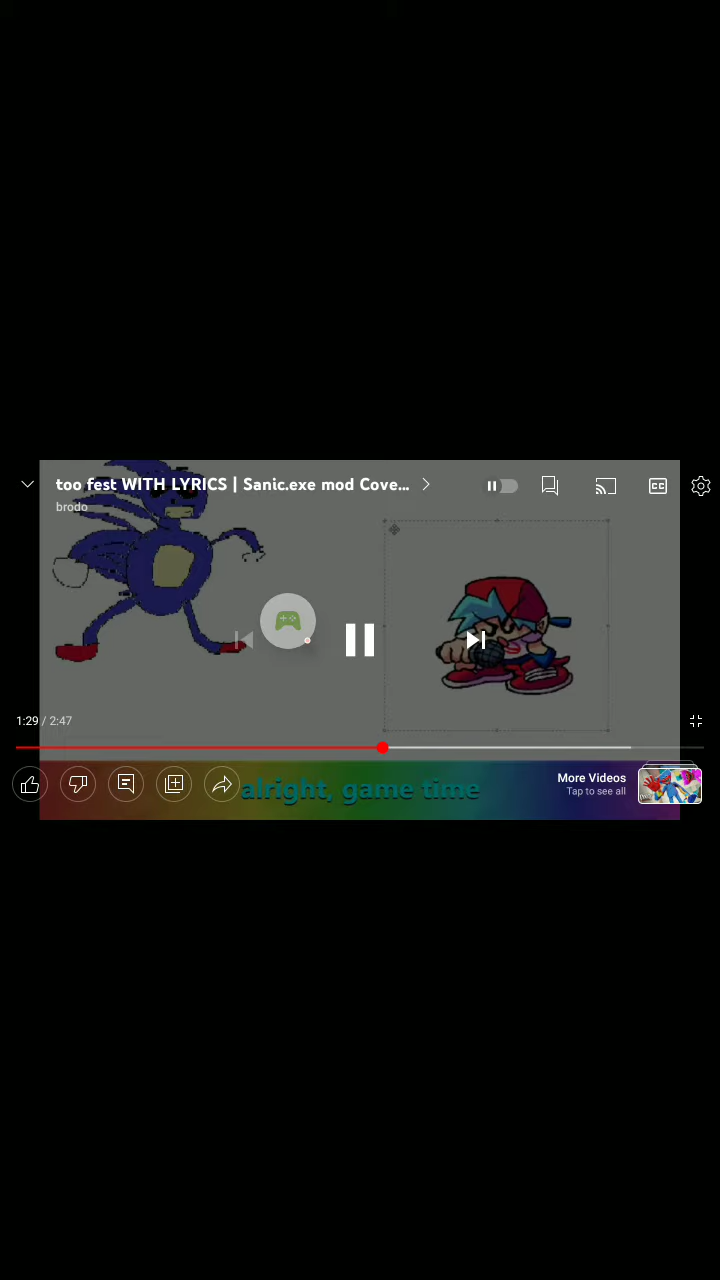 too fest WITH LYRICS | Sanic.exe mod Cove...
brodo
CC
1:29 / 2:47
alright, game time
More Videos
Tap to see all